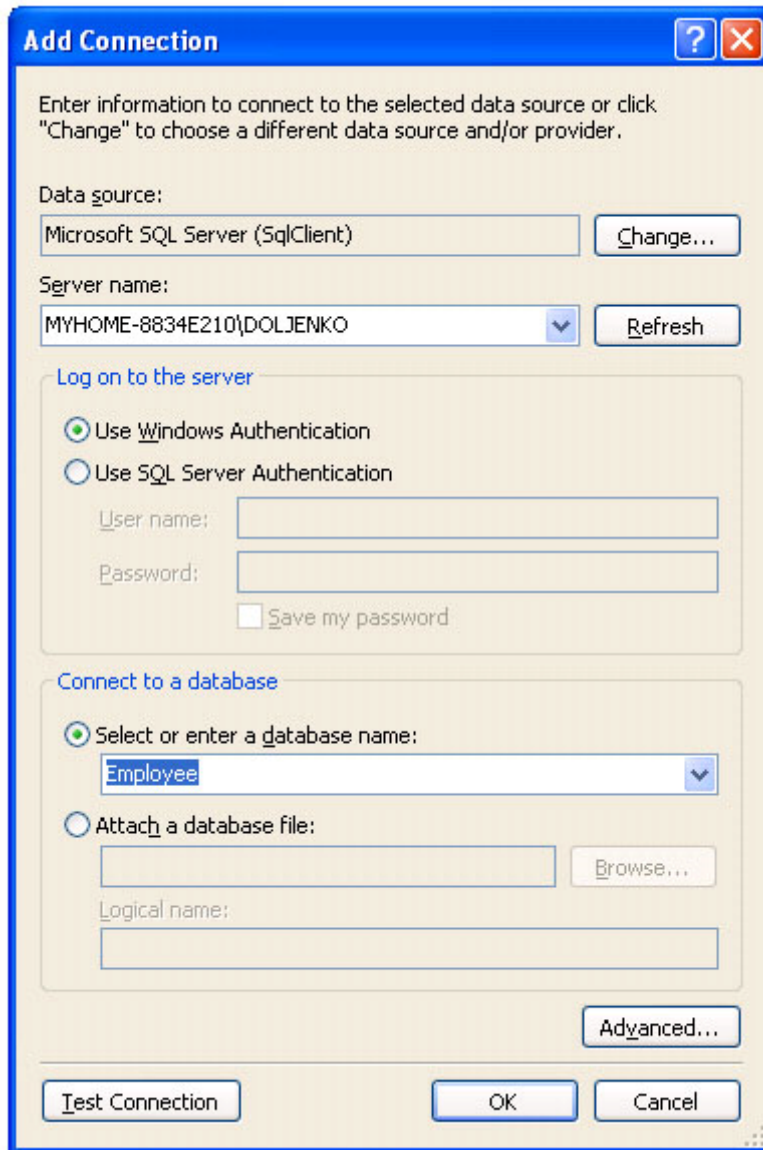 Add Connection
Enter information to connect to the selected data source or click
"Change" to choose a different data source and/or provider.
Data source:
Microsoft SQL Server (SqlClient)
Change...
Server name:
MYHOME-8834E210\DOLJENKO
Refresh
Log on to the server
Use Windows Authentication
Use SQL Server Authentication
User name:
Password:
Save my password
Connect to a database
Select or enter a database name:
Employee
Attach a database file:
Browse...
Logical name:
Advanced...
Test Connection
OK
Cancel